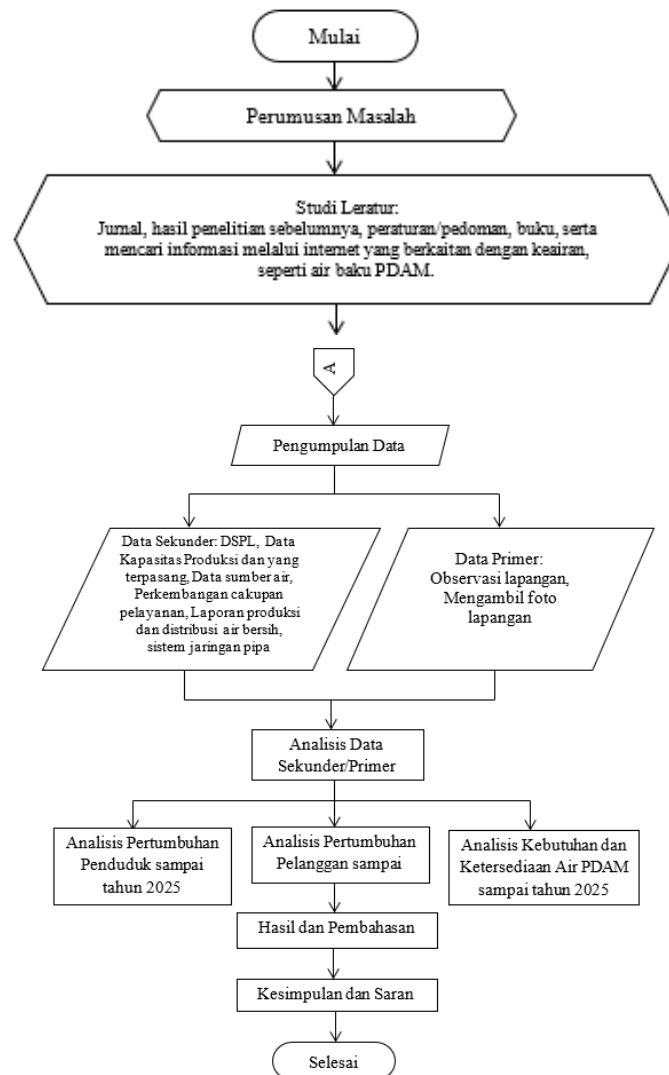 Mulai
Perumusan Masalah
Studi Leratur:
Jurnal, hasil penelitian sebelumnya, peraturan/pedoman, buku, serta
mencari informasi melalui internet yang berkaitan dengan keairan,
seperti air baku PDAM.
A
Pengumpulan Data
Data Sekunder: DSPL, Data
Kapasitas Produksi dan yang
terpasang, Data sumber air,
Perkembangan cakupan
pelayanan, Laporan produksi
dan distribusi air bersih,
sistem jaringan pipa
Data Primer:
Observasi lapangan,
Mengambil foto
lapangan
Analisis Data
Sekunder/Primer
Analisis Pertumbuhan
Penduduk sampai
tahun 2025
Analisis Pertumbuhan
Pelanggan sampai
Analisis Kebutuhan dan
Ketersediaan Air PDAM
sampai tahun 2025
Hasil dan Pembahasan
Kesimpulan dan Saran
Selesai